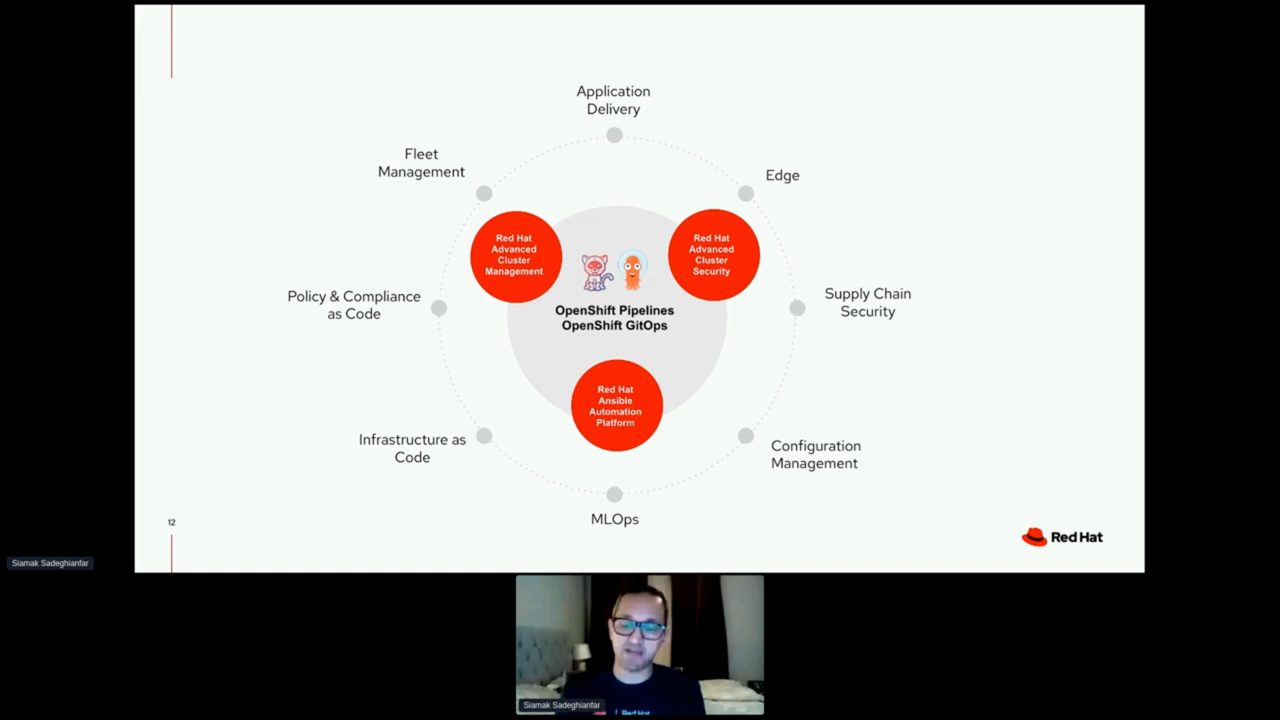 Application
Delivery
Fleet
Management
Edge
Red Hat
Advanced
Cluster
Management
Red Hat
Advanced
Cluster
Security
OpenShift Pipelines
OpenShift GitOps
Policy & Compliance
as Code
Supply Chain
Security
Red Hat
Ansible
Automation
Platform
Infrastructure as
Code
Configuration
Management
MLOps
12
Red Hat
Siamak Sadeghianfar
Siamak Sadeghianfar
Red Hat